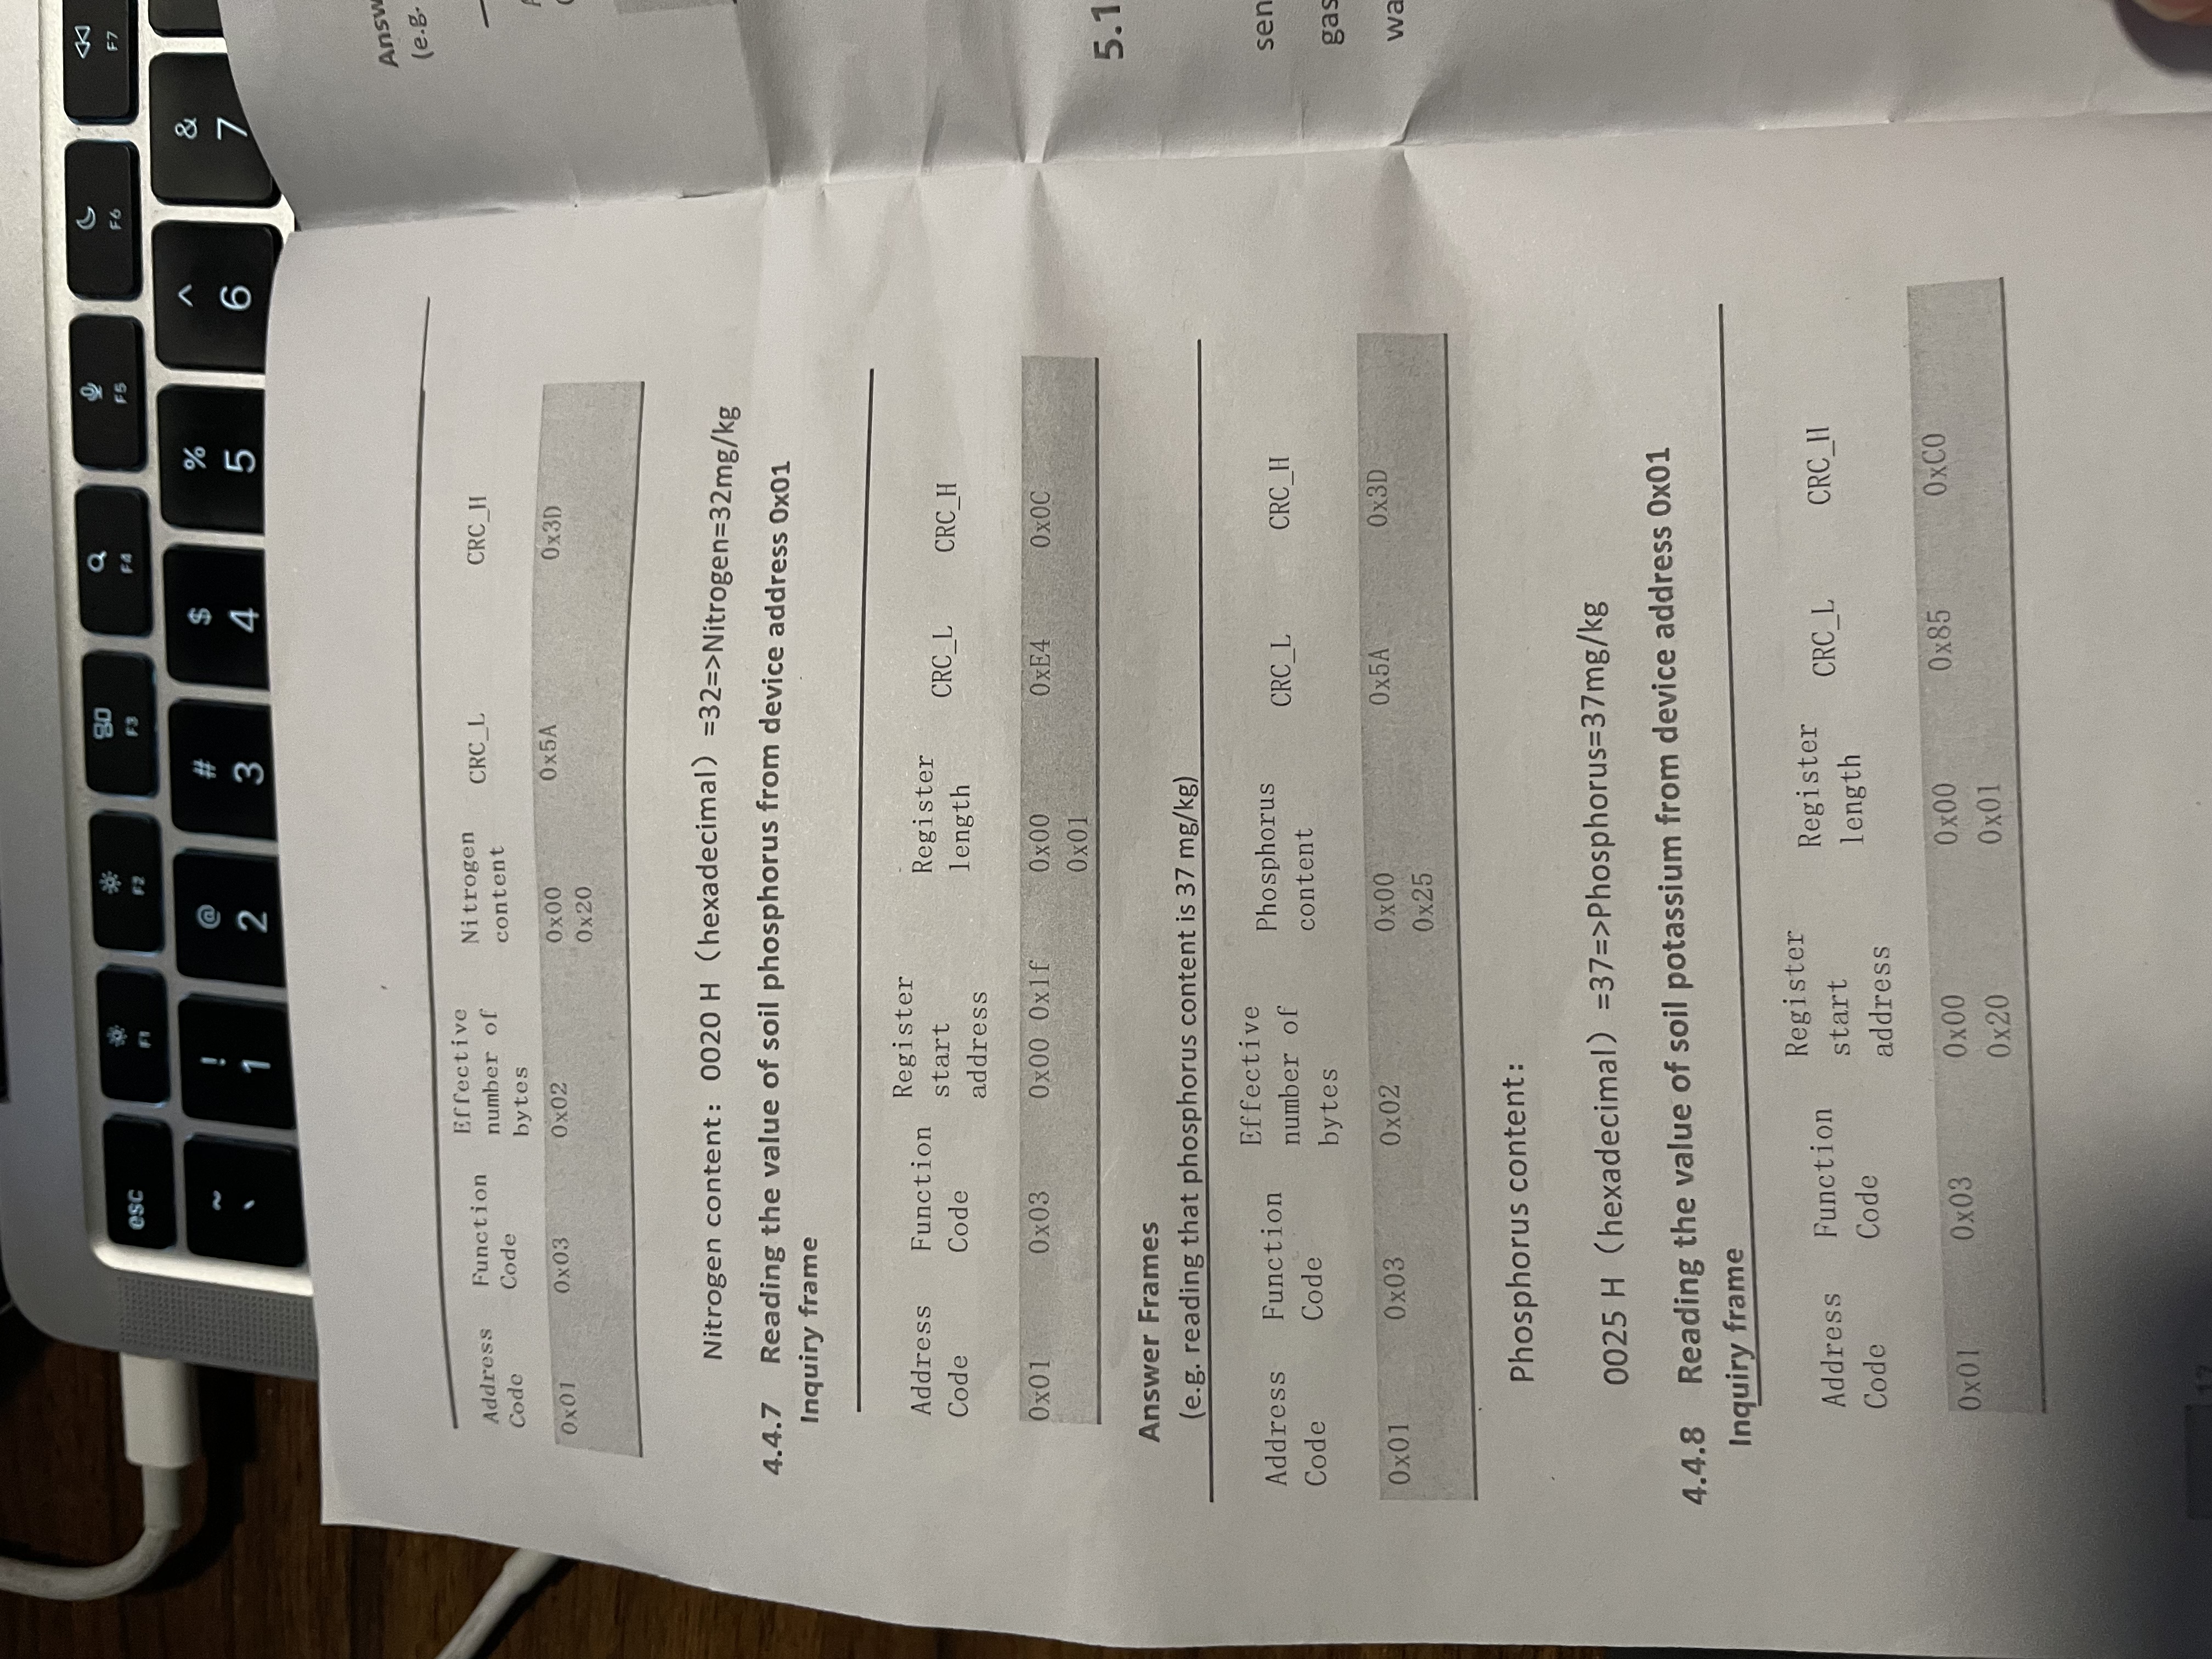 esc
F1
F2
F3
F4
F5
F6
F7
~
`
!
1
@
2
#
3
$
4
%
5
^
6
&
7
Address Code Function Code Effective number of bytes Nitrogen content CRC_L CRC_H
0x01 0x03 0x02 0x00 0x20 0x5A 0x3D
Nitrogen content: 0020 H (hexadecimal) =32=>Nitrogen=32mg/kg
4.4.7 Reading the value of soil phosphorus from device address 0x01
Inquiry frame
Address Code Function Code Register start address Register length CRC_L CRC_H
0x01 0x03 0x00 0x1f 0x00 0x01 0xE4 0x0C
Answer Frames
(e.g. reading that phosphorus content is 37 mg/kg)
Address Code Function Code Effective number of bytes Phosphorus content CRC_L CRC_H
0x01 0x03 0x02 0x00 0x25 0x5A 0x3D
Phosphorus content:
0025 H (hexadecimal) =37=>Phosphorus=37mg/kg
4.4.8 Reading the value of soil potassium from device address 0x01
Inquiry frame
Address Code Function Code Register start address Register length CRC_L CRC_H
0x01 0x03 0x00 0x20 0x00 0x01 0x85 0xC0
Answ
(e.g.
5.1
sen
gas
wa